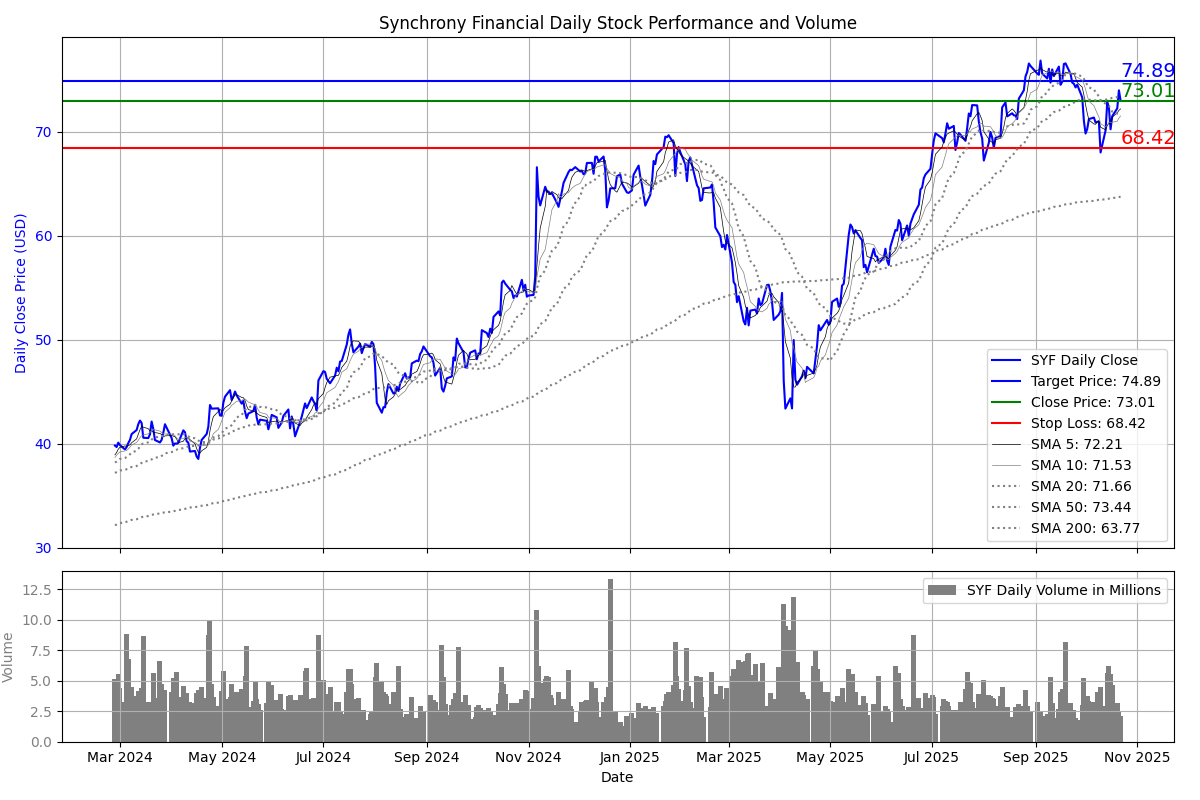 Synchrony Financial Daily Stock Performance and Volume
Daily Close Price (USD)
70
60
50
40
30
74.89
73.01
68.42
SYF Daily Close
Target Price: 74.89
Close Price: 73.01
Stop Loss: 68.42
SMA 5: 72.21
SMA 10: 71.53
SMA 20: 71.66
SMA 50: 73.44
SMA 200: 63.77
Volume
12.5
10.0
7.5
5.0
2.5
0.0
SYF Daily Volume in Millions
Mar 2024 May 2024 Jul 2024 Sep 2024 Nov 2024 Jan 2025 Mar 2025 May 2025 Jul 2025 Sep 2025 Nov 2025
Date